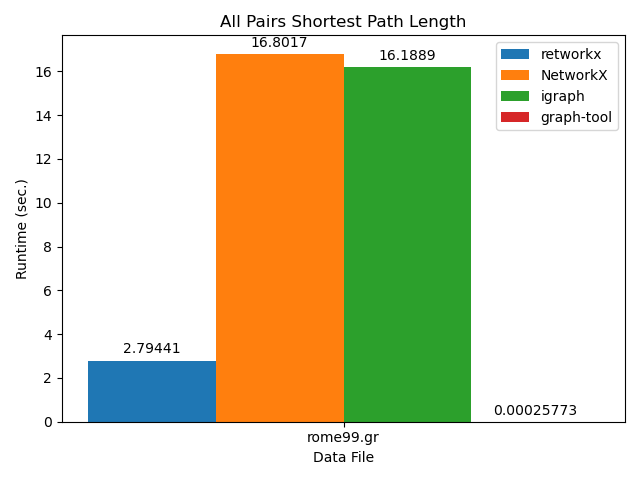 All Pairs Shortest Path Length
16.8017
16.1889
retworkx
NetworkX
igraph
graph-tool
16
14
12
10
8
6
4
2
0
Runtime (sec.)
2.79441
0.00025773
rome99.gr
Data File